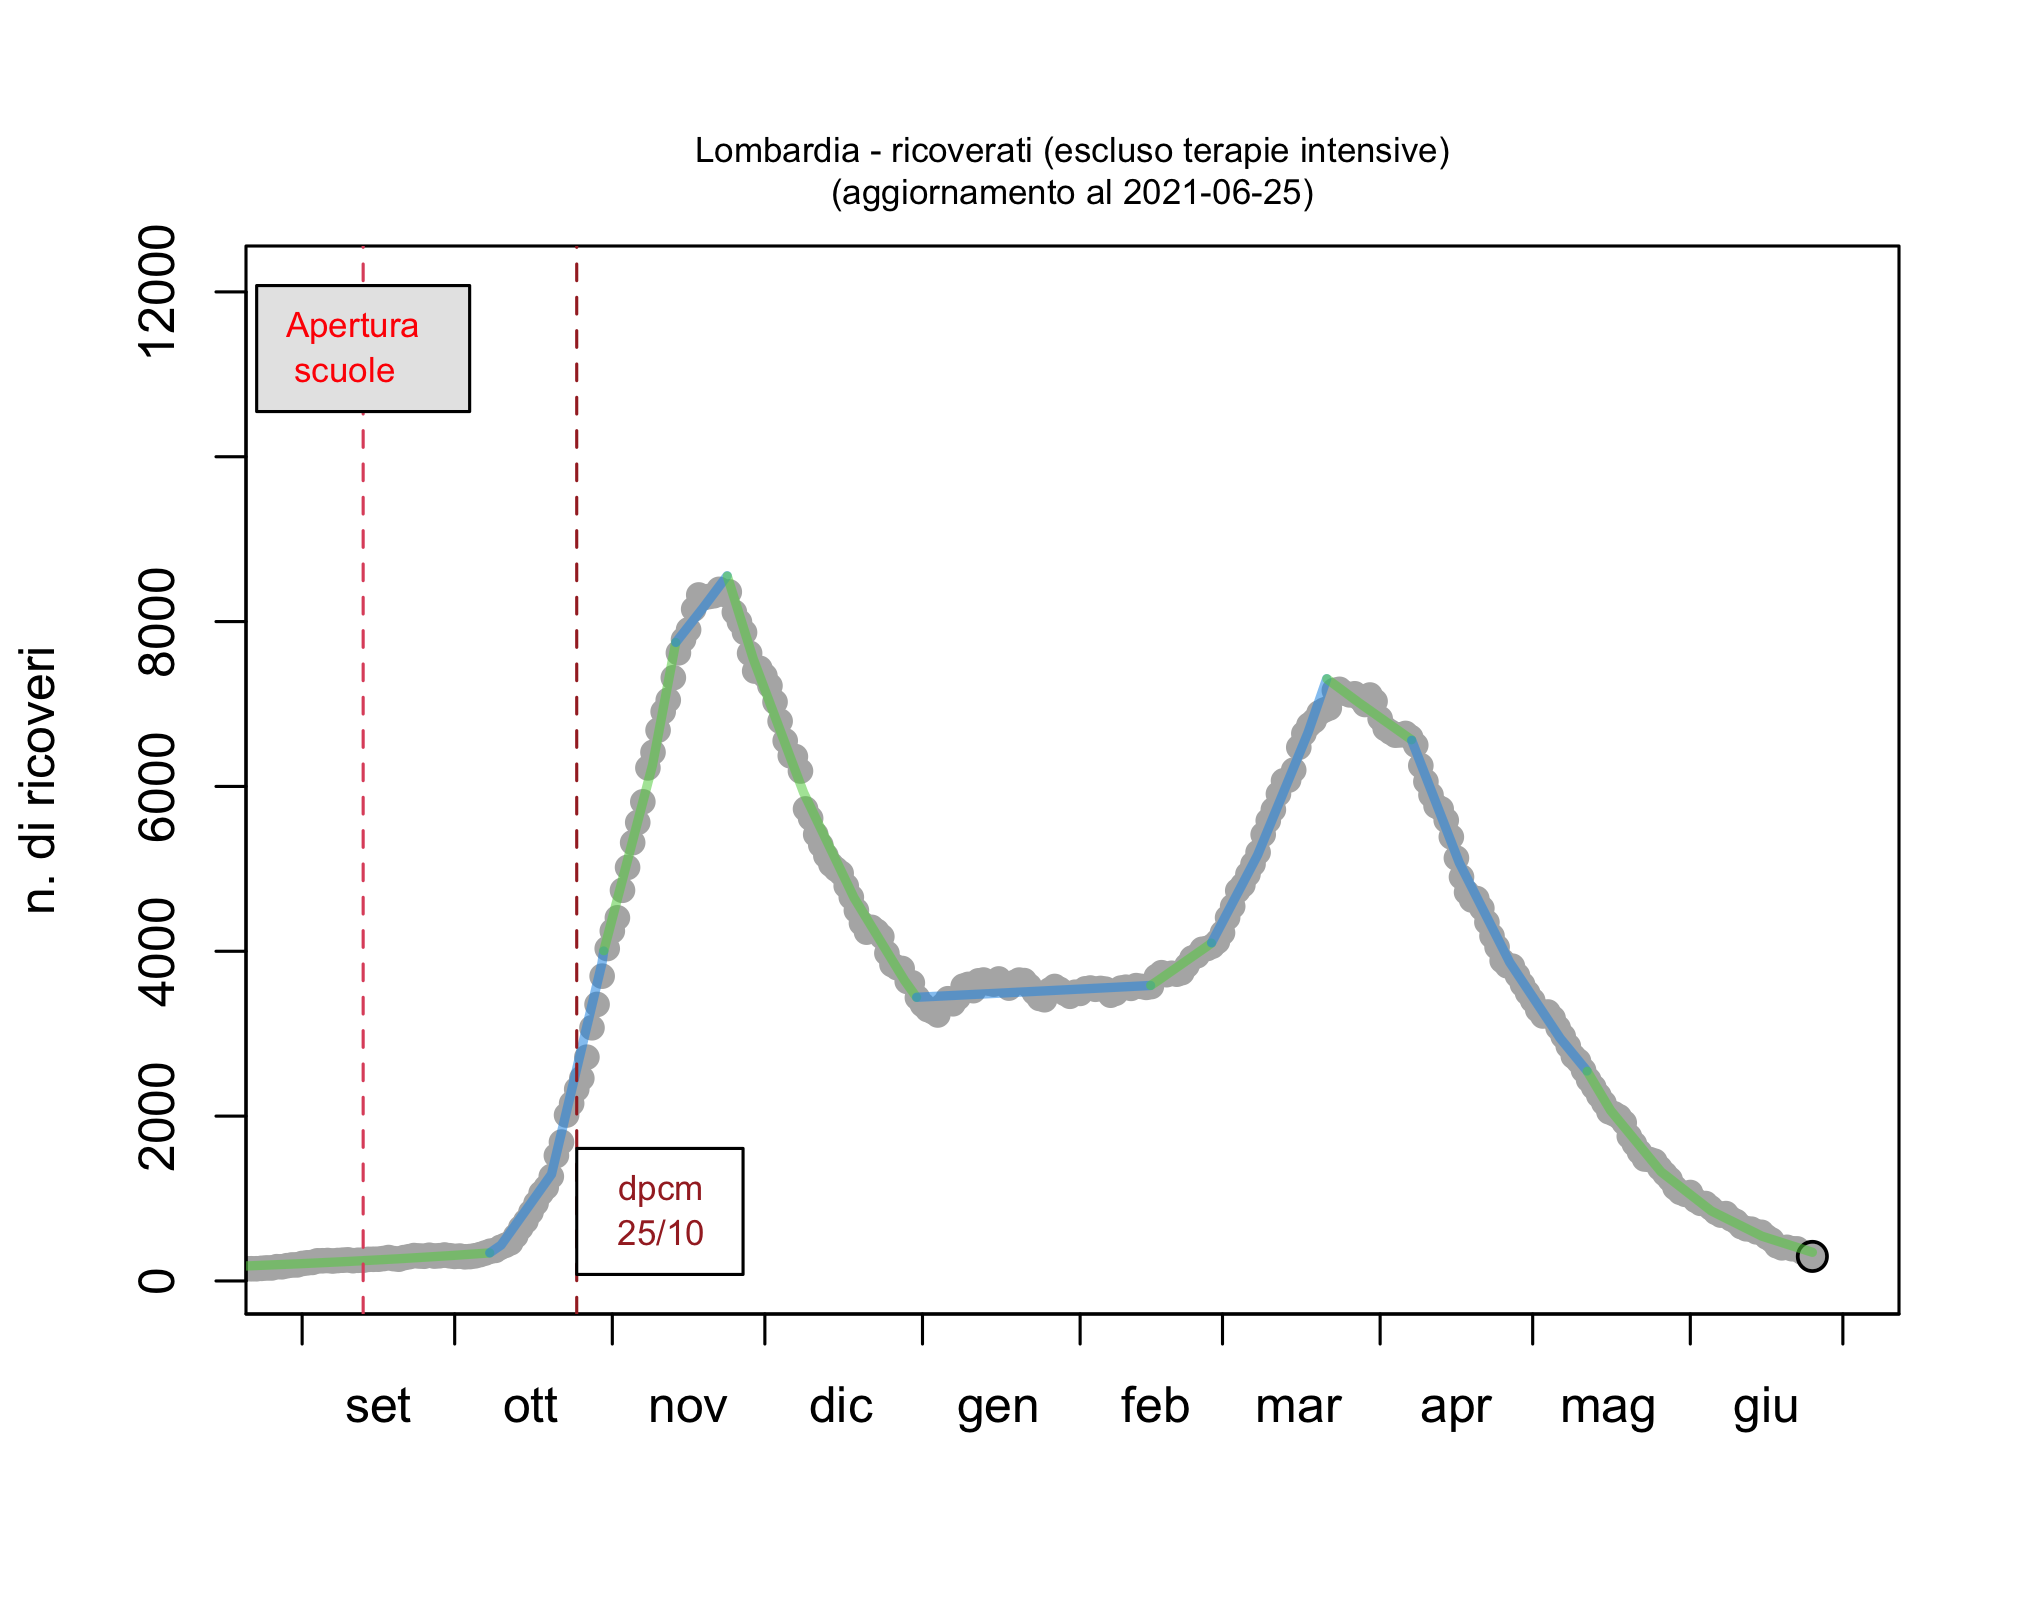 Lombardia - ricoverati (escluso terapie intensive)
(aggiornamento al 2021-06-25)
n. di ricoveri
12000
8000
6000
4000
2000
0
Apertura
scuole
dpcm
25/10
set ott nov dic gen feb mar apr mag giu